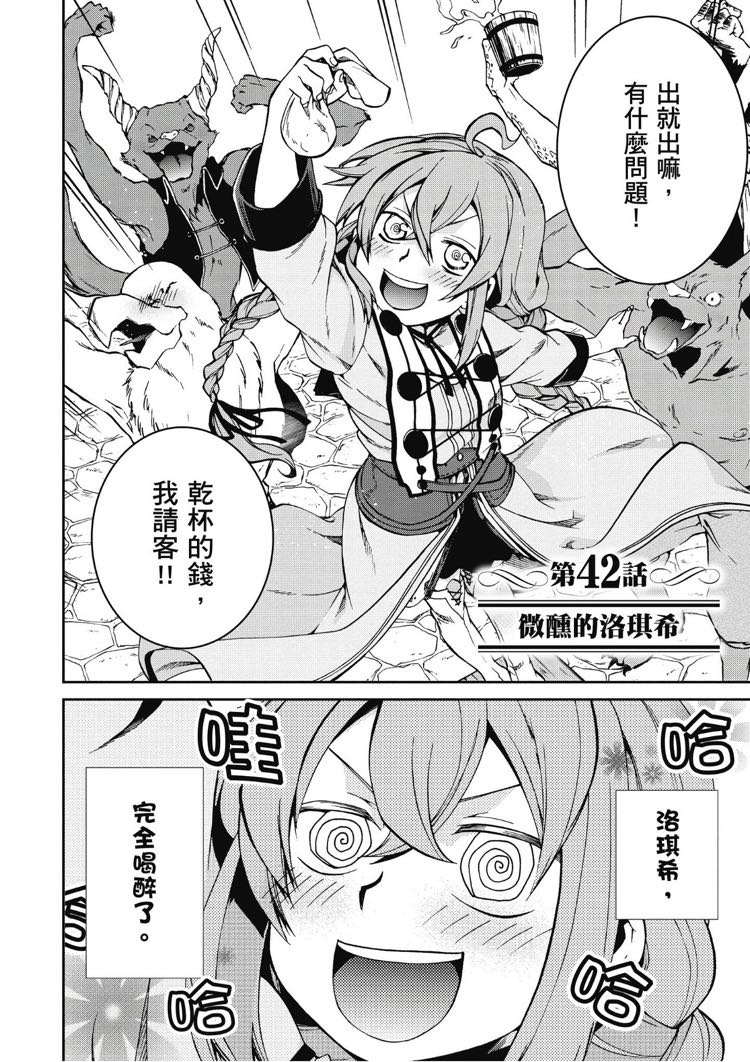 出就出嘛，
有什麼問題！
乾杯的錢，
我請客!!
第42話
微醺的洛琪希
哈
洛琪希，
哇
完全喝醉了。
哈
哈
哈